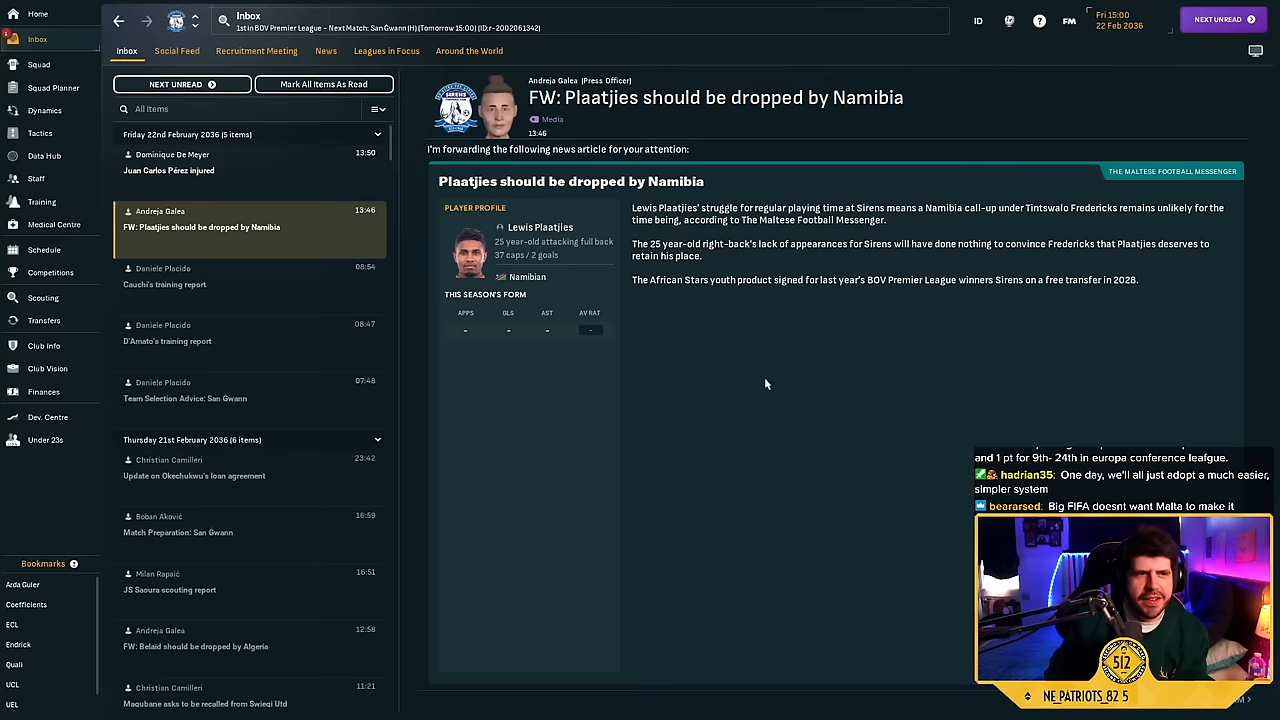 Home
Inbox
1
Squad
Squad Planner
Dynamics
Tactics
Data Hub
Staff
Training
Medical Centre
Schedule
Competitions
Scouting
Transfers
Club Info
Club Vision
Finances
Dev. Centre
Under 23s
Bookmarks ?
Arda Guler
Coefficients
ECL
Endrick
Quali
UCL
UEL
Inbox
1st in BOV Premier League - Next Match: San Ġwann (H) (Tomorrow 15:00) (ID:r-2002061342)
ID
?
FM
Fri 15:00
22 Feb 2036
NEXT UNREAD
Inbox
Social Feed
Recruitment Meeting
News
Leagues in Focus
Around the World
NEXT UNREAD
Mark All Items As Read
All Items
Friday 22nd February 2036 (5 items)
Dominique De Meyer 13:50
Juan Carlos Pérez injured
Andreja Galea 13:46
FW: Plaatjies should be dropped by Namibia
Daniele Placido 08:54
Cauchi's training report
Daniele Placido 08:47
D'Amato's training report
Daniele Placido 07:48
Team Selection Advice: San Ġwann
Thursday 21st February 2036 (6 items)
Christian Camilleri 23:42
Update on Okechukwu's loan agreement
Boban Aković 16:59
Match Preparation: San Ġwann
Milan Rapaić 16:51
JS Saoura scouting report
Andreja Galea 12:58
FW: Belaïd should be dropped by Algeria
Christian Camilleri 11:21
Magubane asks to be recalled from Swieqi Utd
Andreja Galea (Press Officer)
FW: Plaatjies should be dropped by Namibia
Media
13:46
I'm forwarding the following news article for your attention:
THE MALTESE FOOTBALL MESSENGER
Plaatjies should be dropped by Namibia
PLAYER PROFILE
Lewis Plaatjies
25 year-old attacking full back
37 caps / 2 goals
Namibian
THIS SEASON'S FORM
APPS GLS AST AV RAT
- - - -
Lewis Plaatjies' struggle for regular playing time at Sirens means a Namibia call-up under Tintswalo Fredericks remains unlikely for the
time being, according to The Maltese Football Messenger.
The 25 year-old right-back's lack of appearances for Sirens will have done nothing to convince Fredericks that Plaatjies deserves to
retain his place.
The African Stars youth product signed for last year's BOV Premier League winners Sirens on a free transfer in 2028.
and 1 pt for 9th- 24th in europa conference leafgue.
hadrian35: One day, we'll all just adopt a much easier,
simpler system
beararsed: Big FIFA doesnt want Malta to make it
512
NE_PATRIOTS_82 5